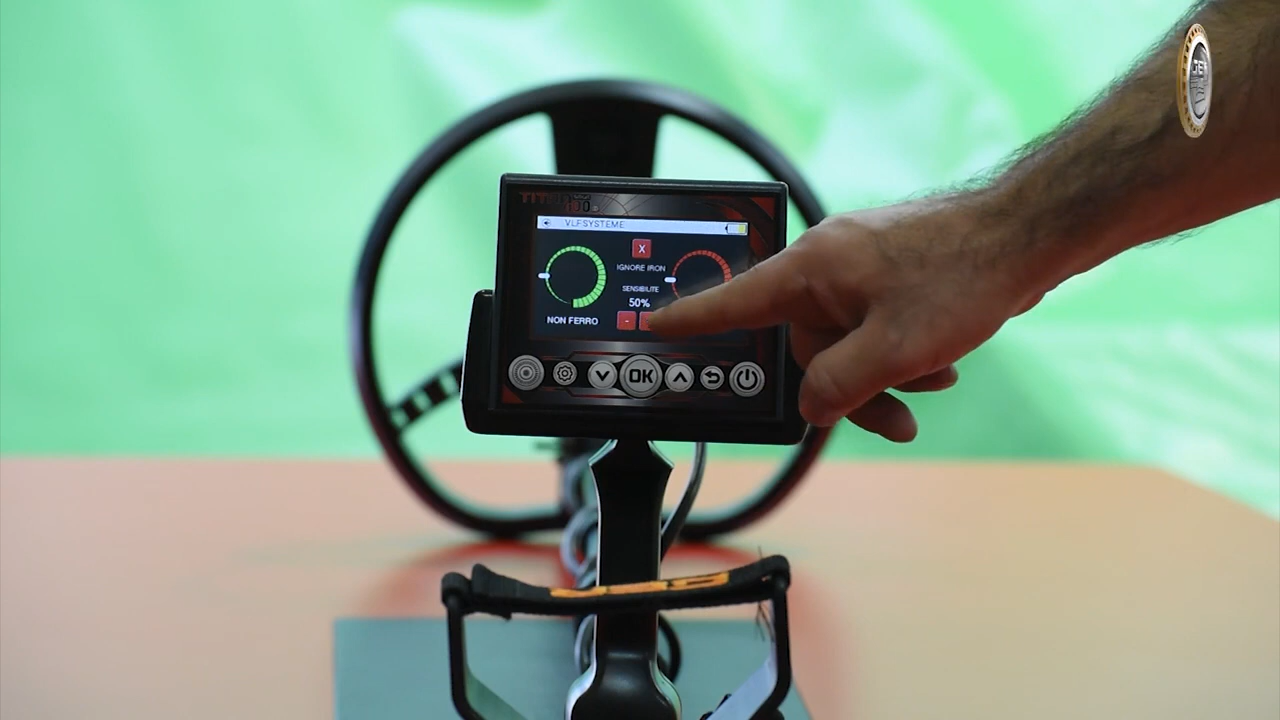 VLFSYSTEME
X
IGNORE IRON
SENSIBILITE
50%
NON FERRO
-
OK